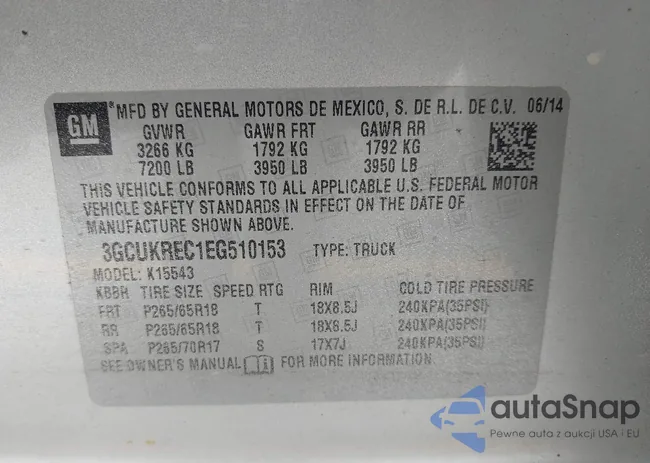 GM ® MFD BY GENERAL MOTORS DE MEXICO, S. DE R.L. DE C.V. 06/14
GVWR GAWR FRT GAWR RR
3266 KG 1792 KG 1792 KG
7200 LB 3950 LB 3950 LB
THIS VEHICLE CONFORMS TO ALL APPLICABLE U.S. FEDERAL MOTOR
VEHICLE SAFETY STANDARDS IN EFFECT ON THE DATE OF
MANUFACTURE SHOWN ABOVE.
3GCUKREC1EG510153 TYPE: TRUCK
MODEL: K15543
KBBR TIRE SIZE SPEED RTG RIM COLD TIRE PRESSURE
FRT P265/65R18 T 18X8.5J 240KPA(35PSI)
RR P265/65R18 T 18X8.5J 240KPA(35PSI)
SPA P265/70R17 S 17X7J 240KPA(35PSI)
SEE OWNER'S MANUAL FOR MORE INFORMATION
autaSnap
Pewne auta z aukcji USA i EU